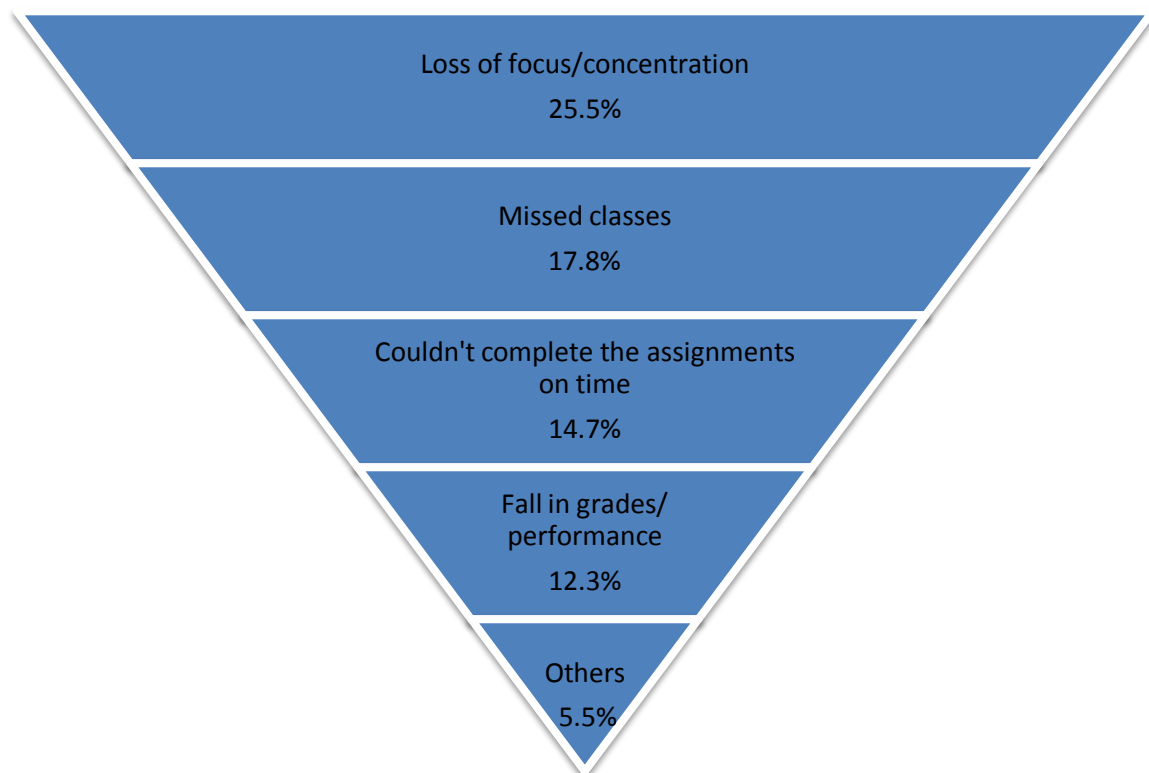 Loss of focus/concentration
25.5%
Missed classes
17.8%
Couldn't complete the assignments
on time
14.7%
Fall in grades/
performance
12.3%
Others
5.5%